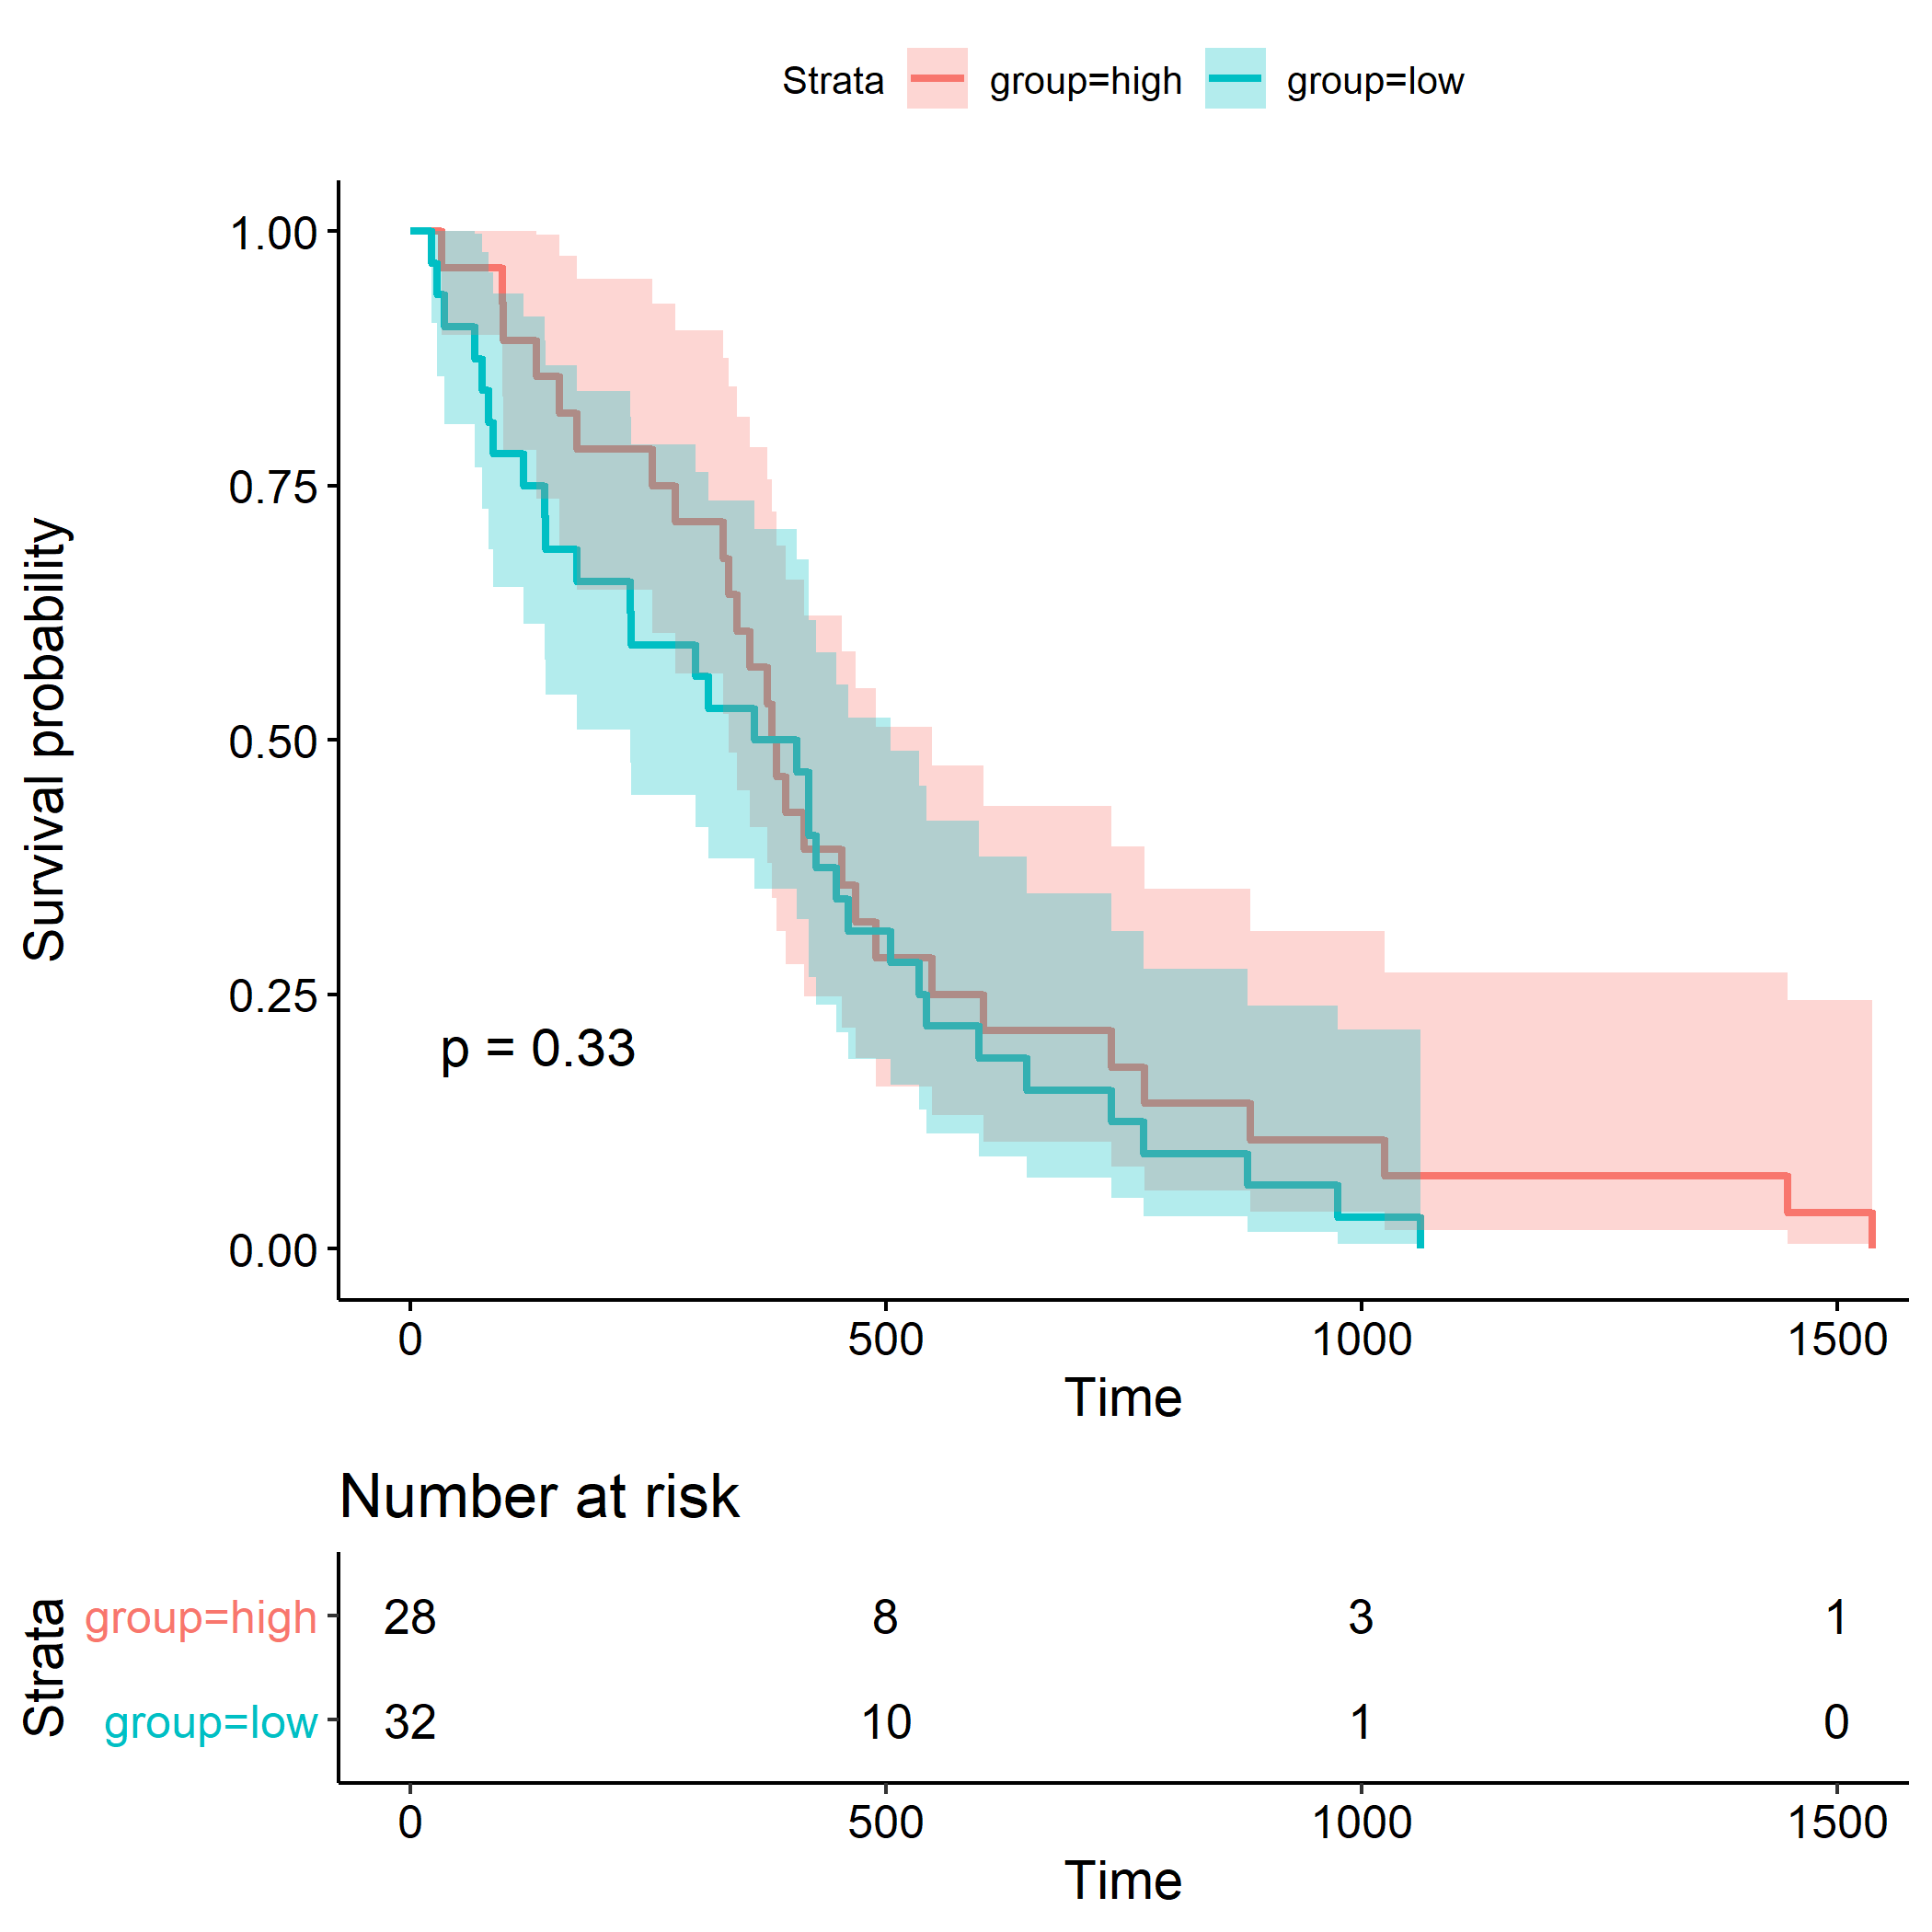 Strata group=high group=low
Survival probability
1.00
0.75
0.50
0.25
0.00
p = 0.33
0 500 1000 1500
Time
Number at risk
Strata
group=high 28 8 3 1
group=low 32 10 1 0
0 500 1000 1500
Time